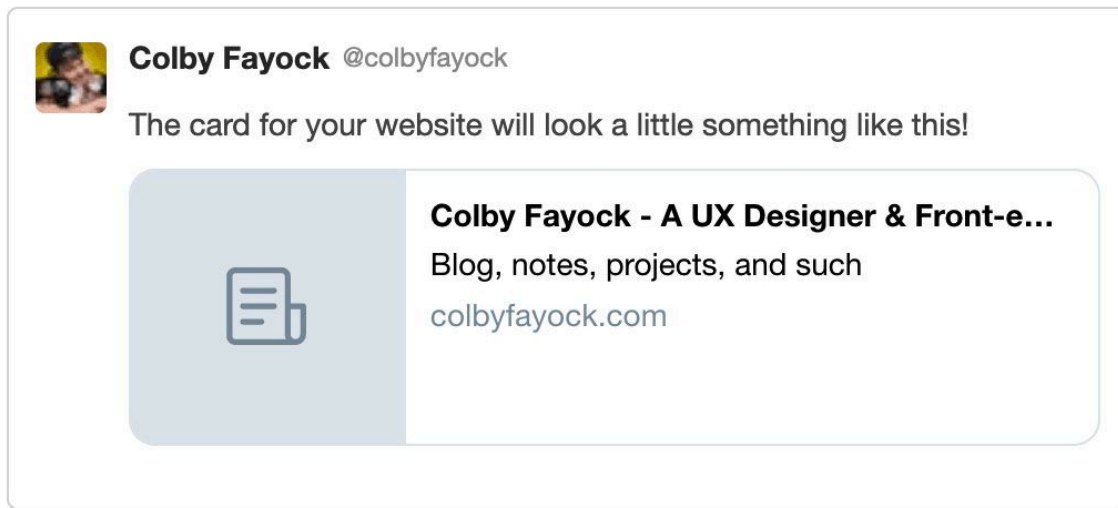 Colby Fayock @colbyfayock
The card for your website will look a little something like this!
Colby Fayock - A UX Designer & Front-e...
Blog, notes, projects, and such
colbyfayock.com